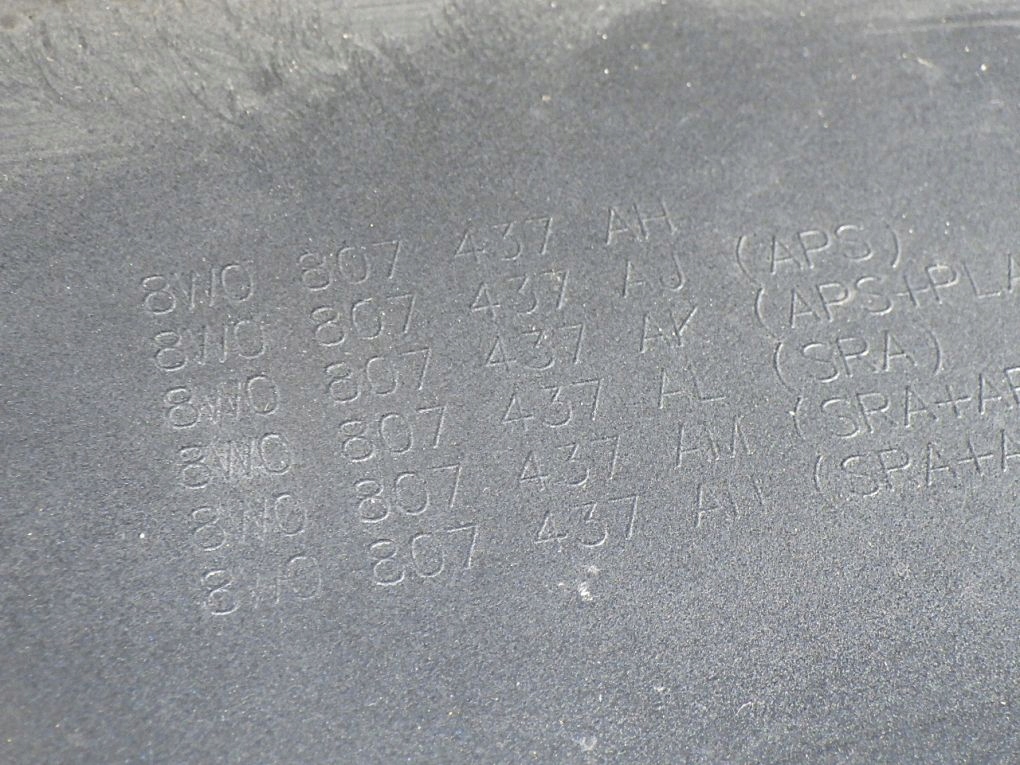 8W0 807 437 AH
8W0 807 437 AJ (APS)
8W0 807 437 AK (APS+PLA
8W0 807 437 AL (SRA)
8W0 807 437 AM (SRA+AP
8W0 807 437 AN (SRA+A